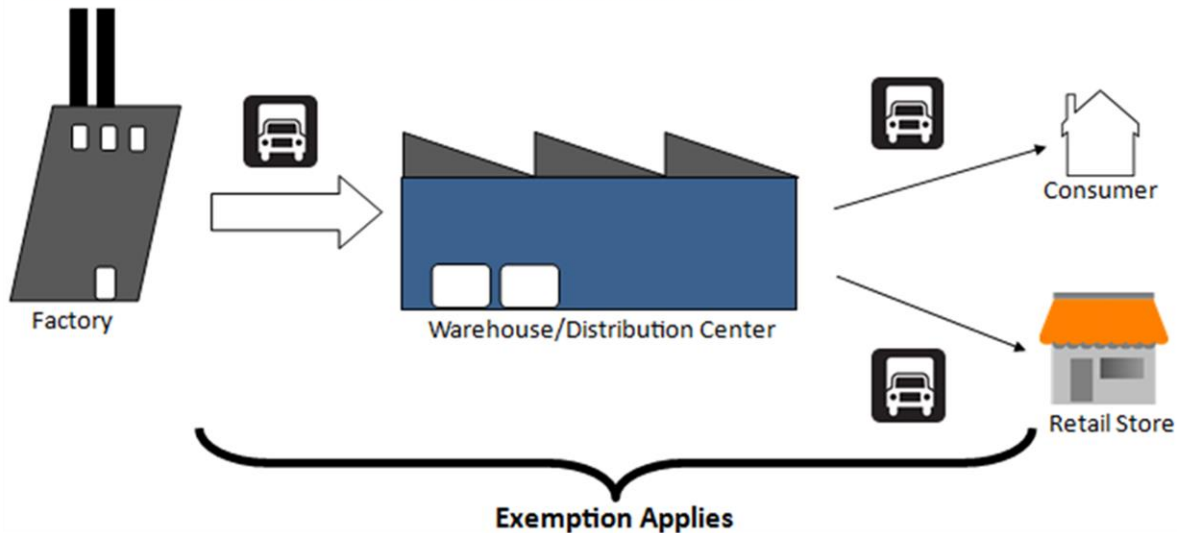 Factory
Warehouse/Distribution Center
Consumer
Retail Store
Exemption Applies